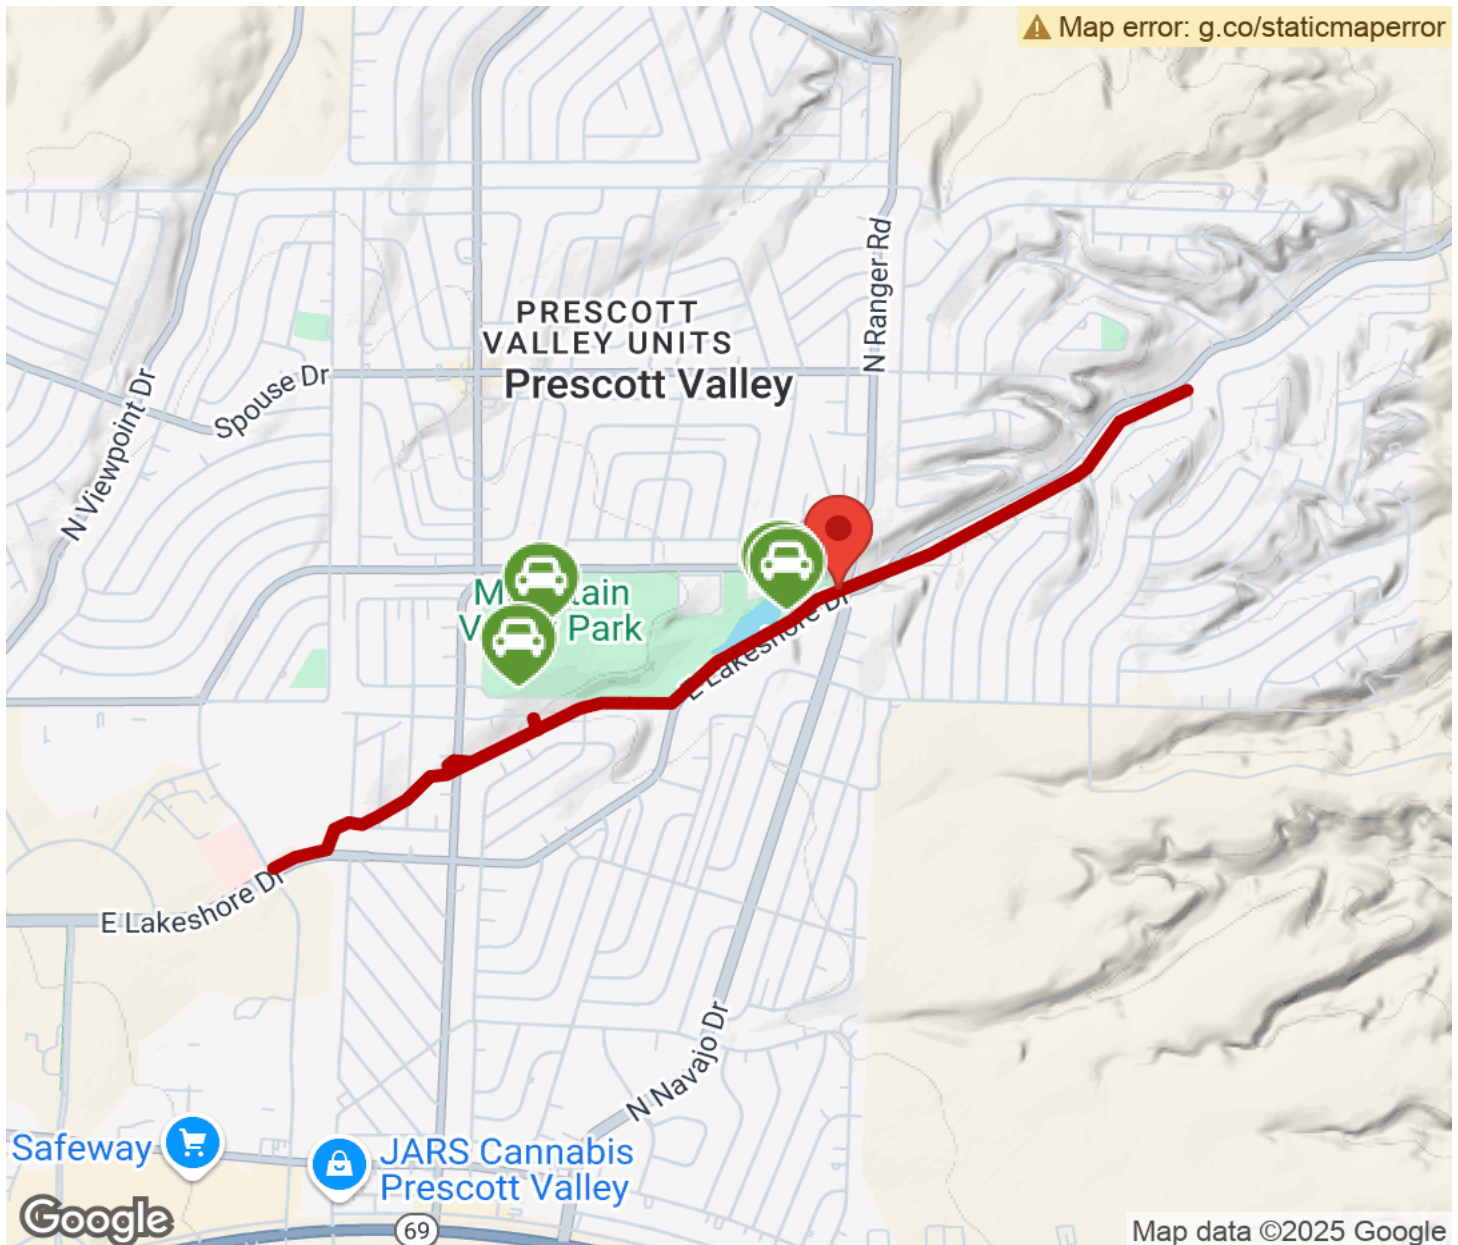 Map error: g.co/staticmaperror
N Ranger Rd
PRESCOTT
VALLEY UNITS
Prescott Valley
Spouse Dr
N Viewpoint Dr
Park
E Lakeshore Dr
E Lakeshore Dr
N Navajo Dr
Safeway
JARS Cannabis
Prescott Valley
69
Google
Map data ©2025 Google